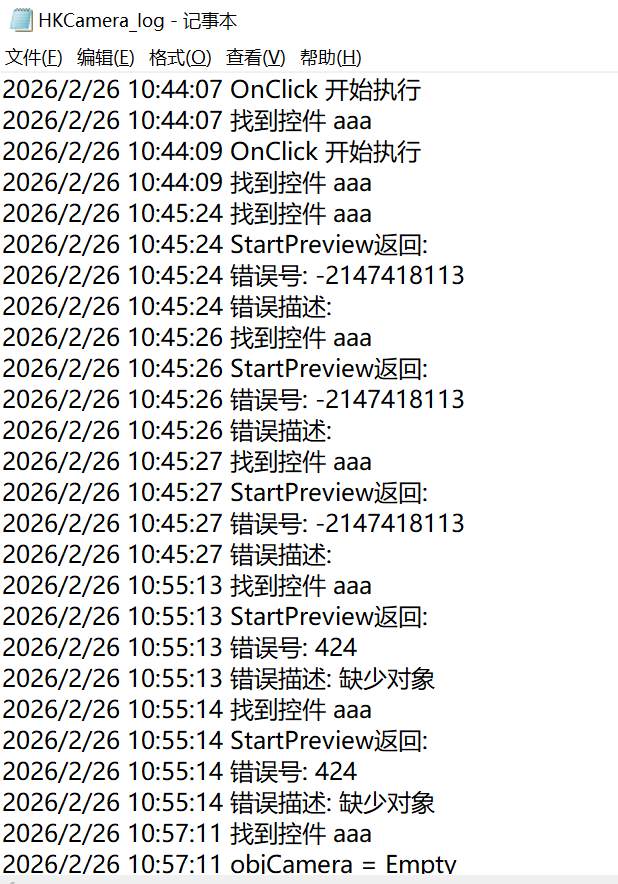 HKCamera_log - 记事本
文件(F) 编辑(E) 格式(O) 查看(V) 帮助(H)
2026/2/26 10:44:07 OnClick 开始执行
2026/2/26 10:44:07 找到控件 aaa
2026/2/26 10:44:09 OnClick 开始执行
2026/2/26 10:44:09 找到控件 aaa
2026/2/26 10:45:24 找到控件 aaa
2026/2/26 10:45:24 StartPreview返回:
2026/2/26 10:45:24 错误号: -2147418113
2026/2/26 10:45:24 错误描述:
2026/2/26 10:45:26 找到控件 aaa
2026/2/26 10:45:26 StartPreview返回:
2026/2/26 10:45:26 错误号: -2147418113
2026/2/26 10:45:26 错误描述:
2026/2/26 10:45:27 找到控件 aaa
2026/2/26 10:45:27 StartPreview返回:
2026/2/26 10:45:27 错误号: -2147418113
2026/2/26 10:45:27 错误描述:
2026/2/26 10:55:13 找到控件 aaa
2026/2/26 10:55:13 StartPreview返回:
2026/2/26 10:55:13 错误号: 424
2026/2/26 10:55:13 错误描述: 缺少对象
2026/2/26 10:55:14 找到控件 aaa
2026/2/26 10:55:14 StartPreview返回:
2026/2/26 10:55:14 错误号: 424
2026/2/26 10:55:14 错误描述: 缺少对象
2026/2/26 10:57:11 找到控件 aaa
2026/2/26 10:57:11 objCamera = Empty